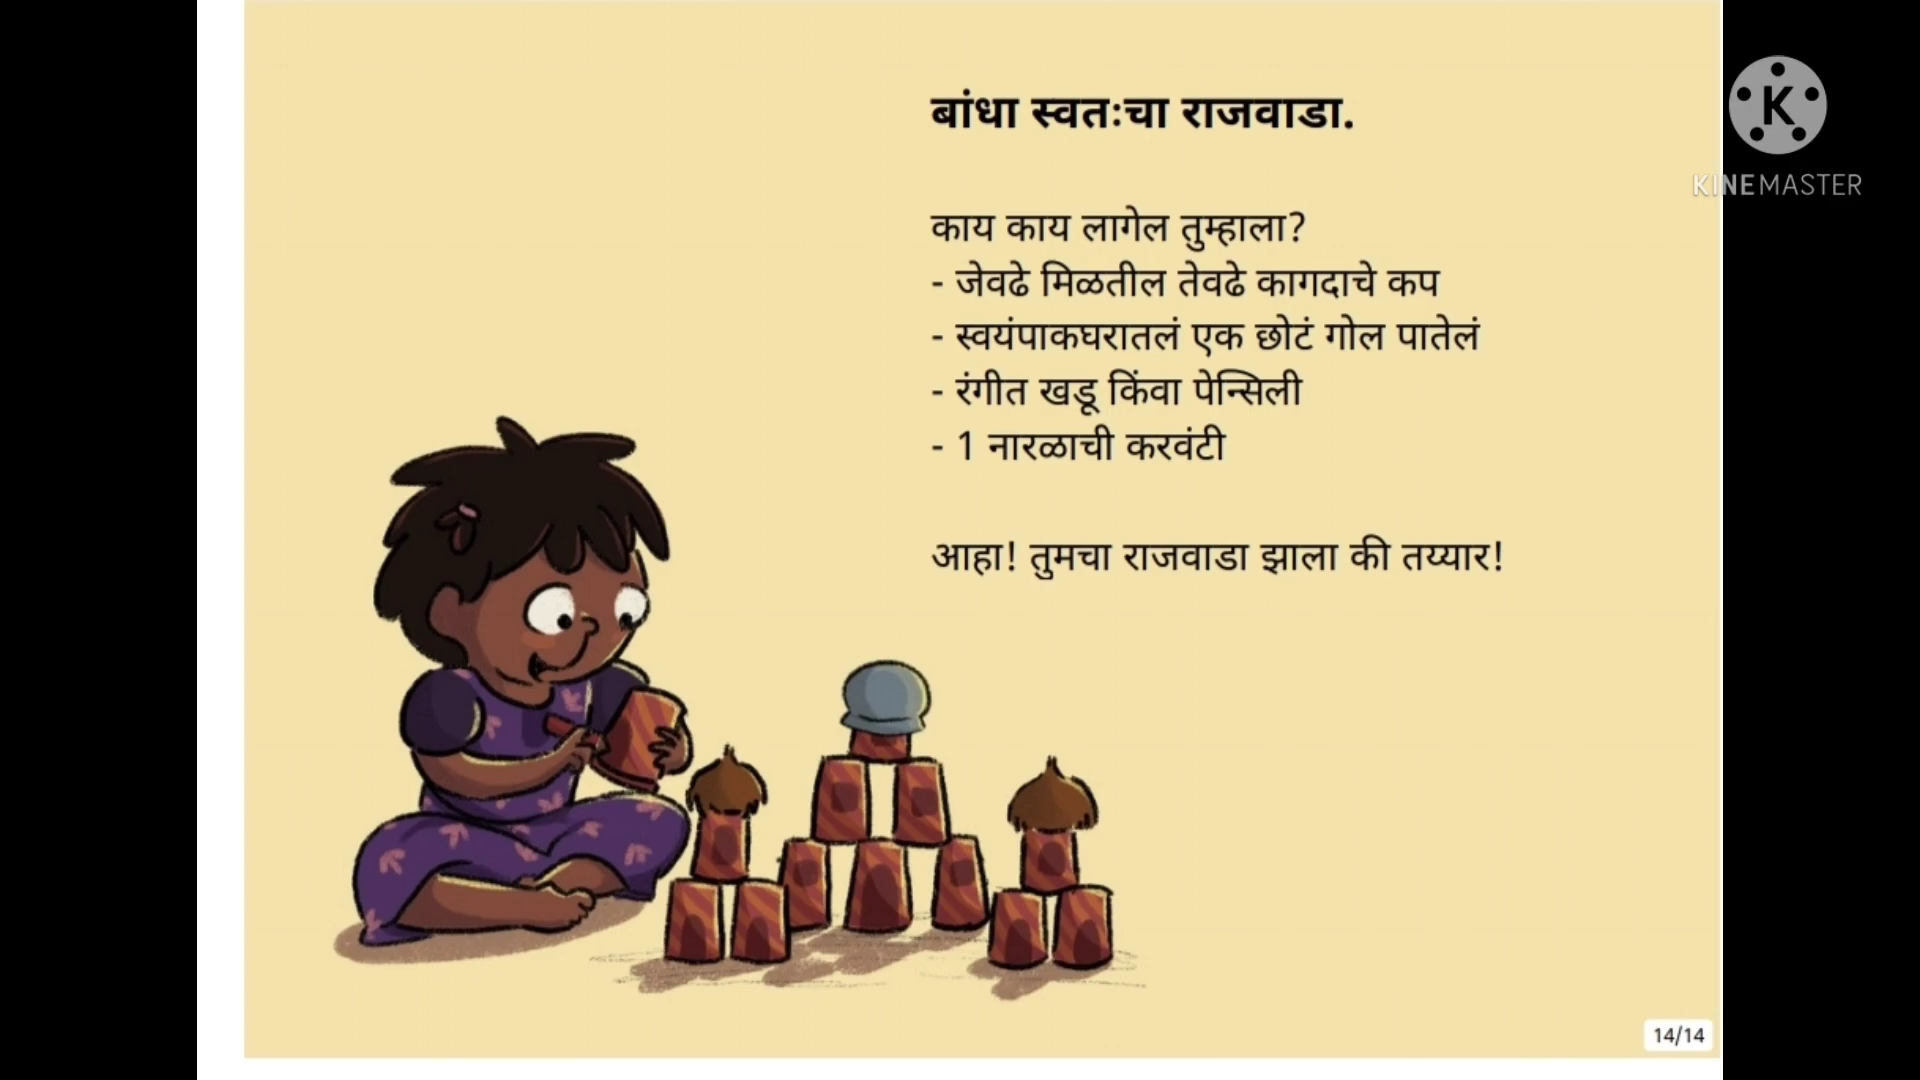 बांधा स्वतःचा राजवाडा.
काय काय लागेल तुम्हाला?
- जेवढे मिळतील तेवढे कागदाचे कप
- स्वयंपाकघरातलं एक छोटं गोल पातेलं
- रंगीत खडू किंवा पेन्सिली
- 1 नारळाची करवंटी
आहा! तुमचा राजवाडा झाला की तय्यार!
K
KINEMASTER
14/14